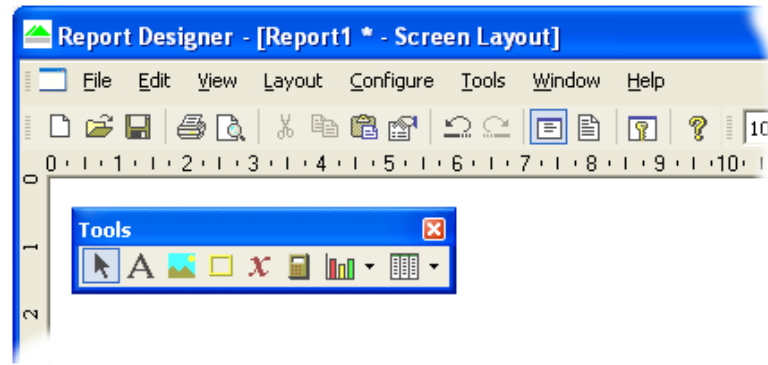 Report Designer - [Report1 * - Screen Layout]
File Edit View Layout Configure Tools Window Help
10
0 1 2 3 4 5 6 7 8 9 10
0
Tools
A x
1
2